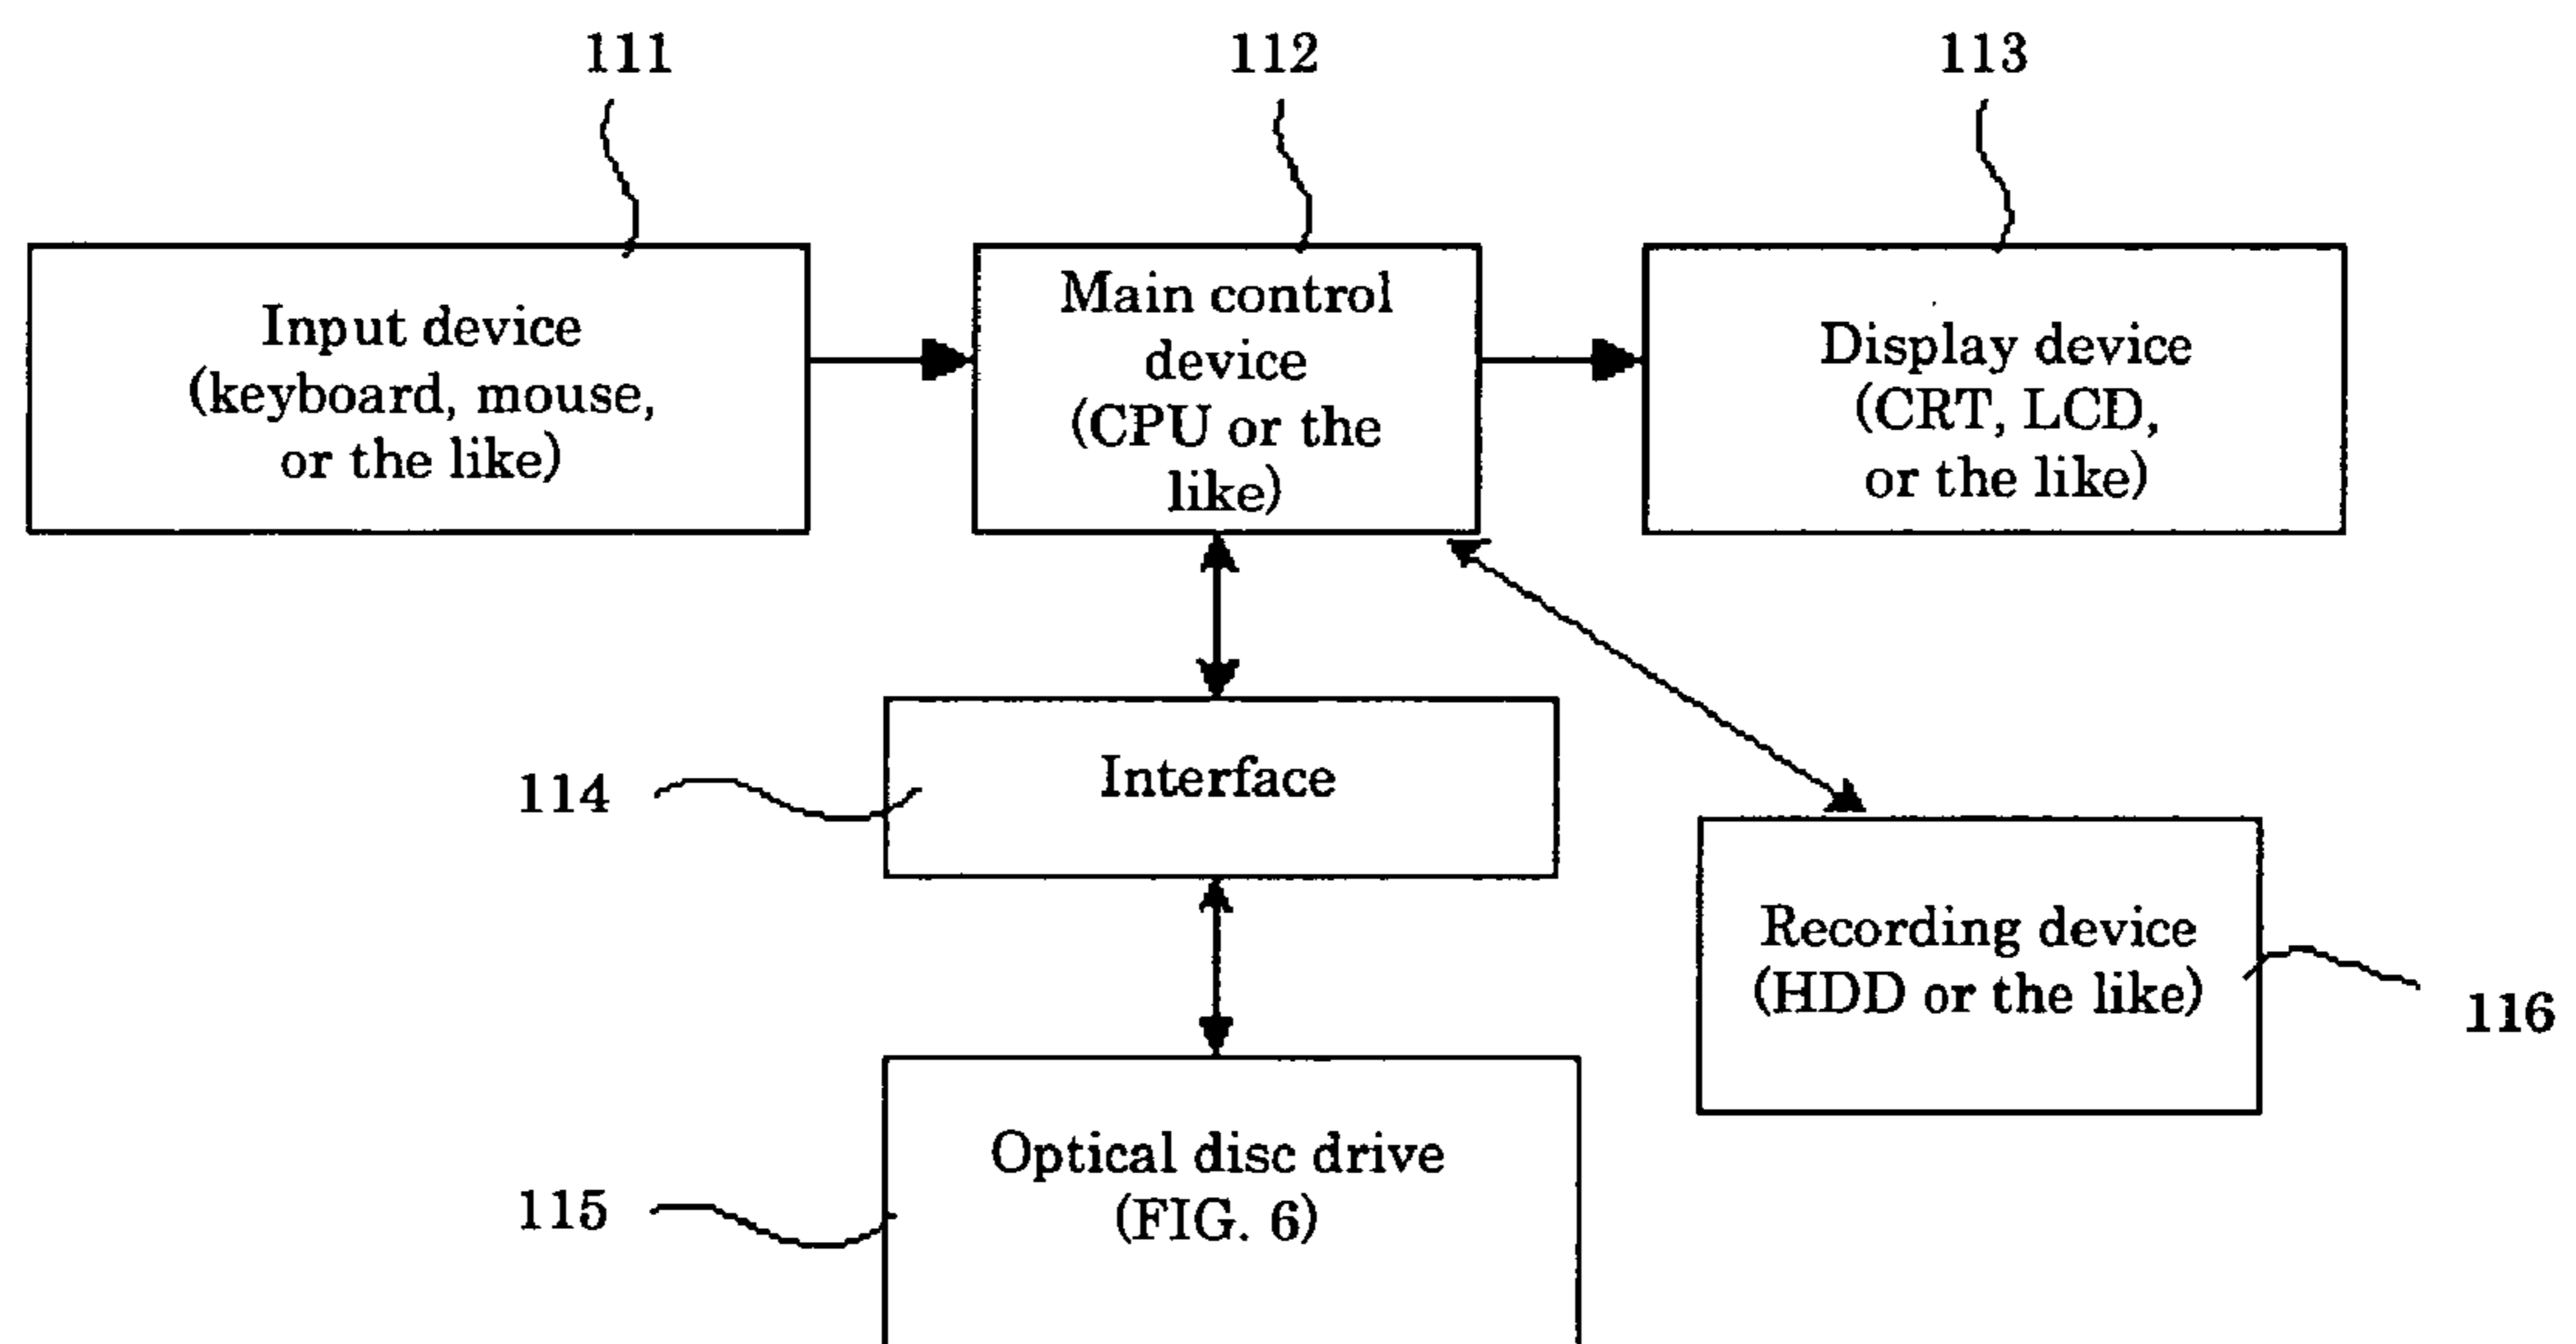 111
112
113
Input device
(keyboard, mouse,
or the like)
Main control
device
(CPU or the
like)
Display device
(CRT, LCD,
or the like)
114
Interface
Recording device
(HDD or the like)
116
115
Optical disc drive
(FIG. 6)